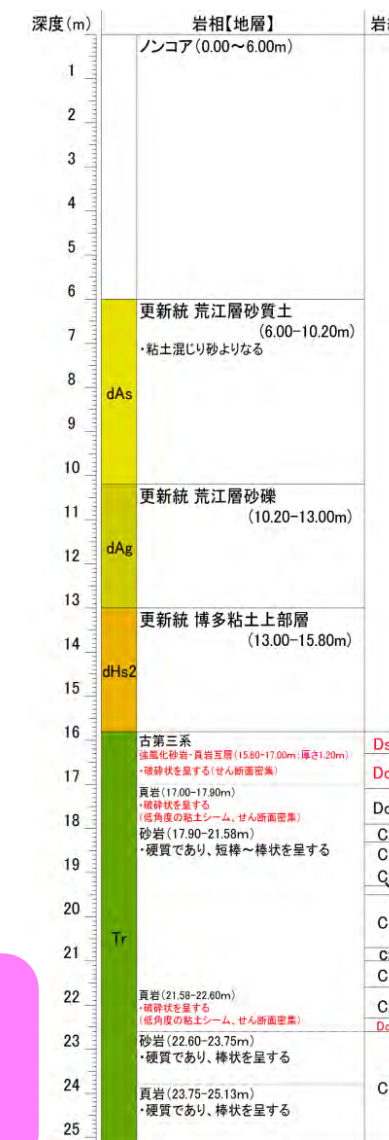 深度(m)
岩相【地層】
ノンコア(0.00～6.00m)
1
2
3
4
5
6
更新統 荒江層砂質土
(6.00-10.20m)
7
・粘土混じり砂よりなる
8
dAs
9
10
更新統 荒江層砂礫
11
(10.20-13.00m)
dAg
12
13
更新統 博多粘土上部層
14
(13.00-15.80m)
dHs2
15
16
古第三系
強風化砂岩・頁岩互層(15.80-17.00m:厚さ1.20m)
・破砕状を呈する(せん断面密集)
17
頁岩(17.00-17.90m)
・破砕状を呈する
(低角度の粘土シーム、せん断面密集)
18
砂岩(17.90-21.58m)
・硬質であり、短棒～棒状を呈する
19
20
Tr
21
22
頁岩(21.58-22.60m)
・破砕状を呈する
(低角度の粘土シーム、せん断面密集)
23
砂岩(22.60-23.75m)
・硬質であり、棒状を呈する
24
頁岩(23.75-25.13m)
・硬質であり、棒状を呈する
25